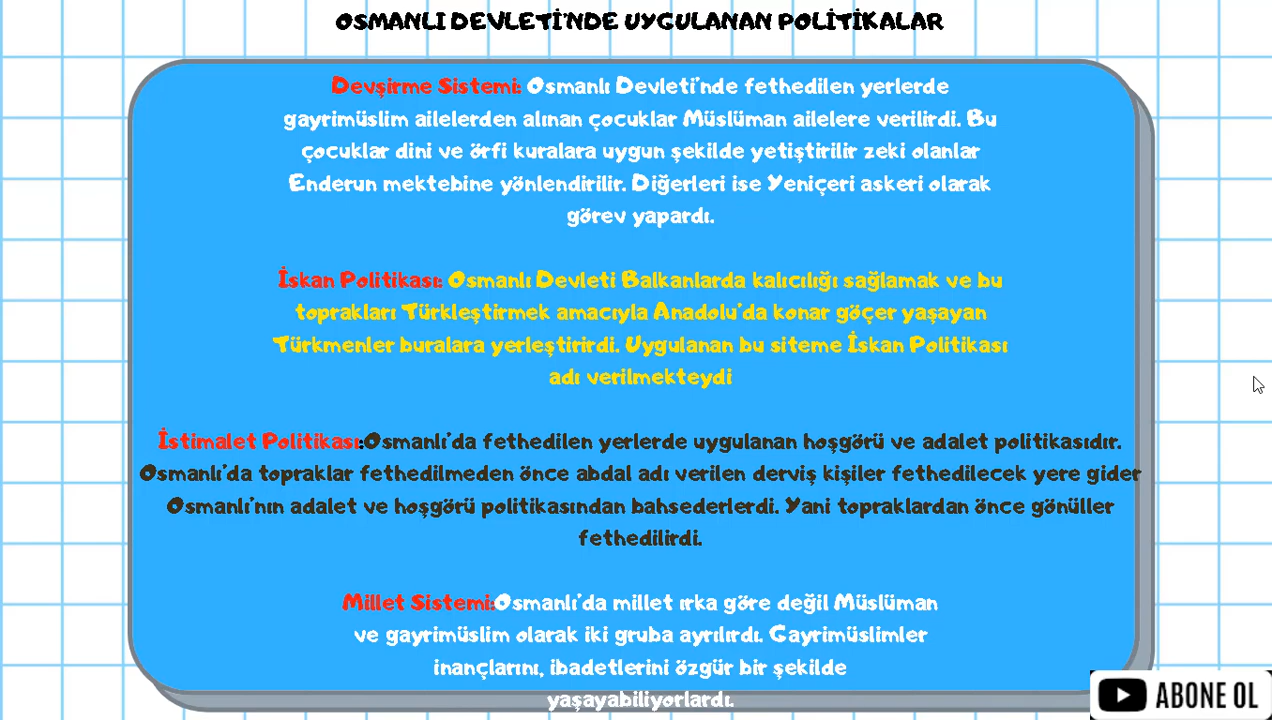 OSMANLI DEVLETİ'NDE UYGULANAN POLİTİKALAR
Devşirme Sistemi: Osmanlı Devleti'nde fethedilen yerlerde
gayrimüslim ailelerden alınan çocuklar Müslüman ailelere verilirdi. Bu
çocuklar dini ve örfi kuralara uygun şekilde yetiştirilir zeki olanlar
Enderun mektebine yönlendirilir. Diğerleri ise Yeniçeri askeri olarak
görev yapardı.
İskan Politikası: Osmanlı Devleti Balkanlarda kalıcılığı sağlamak ve bu
toprakları Türkleştirmek amacıyla Anadolu'da konar göçer yaşayan
Türkmenler buralara yerleştirirdi. Uygulanan bu siteme İskan Politikası
adı verilmekteydi
İstimalet Politikası:Osmanlı'da fethedilen yerlerde uygulanan hoşgörü ve adalet politikasıdır.
Osmanlı'da topraklar fethedilmeden önce abdal adı verilen derviş kişiler fethedilecek yere gider
Osmanlı'nın adalet ve hoşgörü politikasından bahsederlerdi. Yani topraklardan önce gönüller
fethedilirdi.
Millet Sistemi:Osmanlı'da millet ırka göre değil Müslüman
ve gayrimüslim olarak iki gruba ayrılırdı. Gayrimüslimler
inançlarını, ibadetlerini özgür bir şekilde
yaşayabiliyorlardı.
ABONE OL